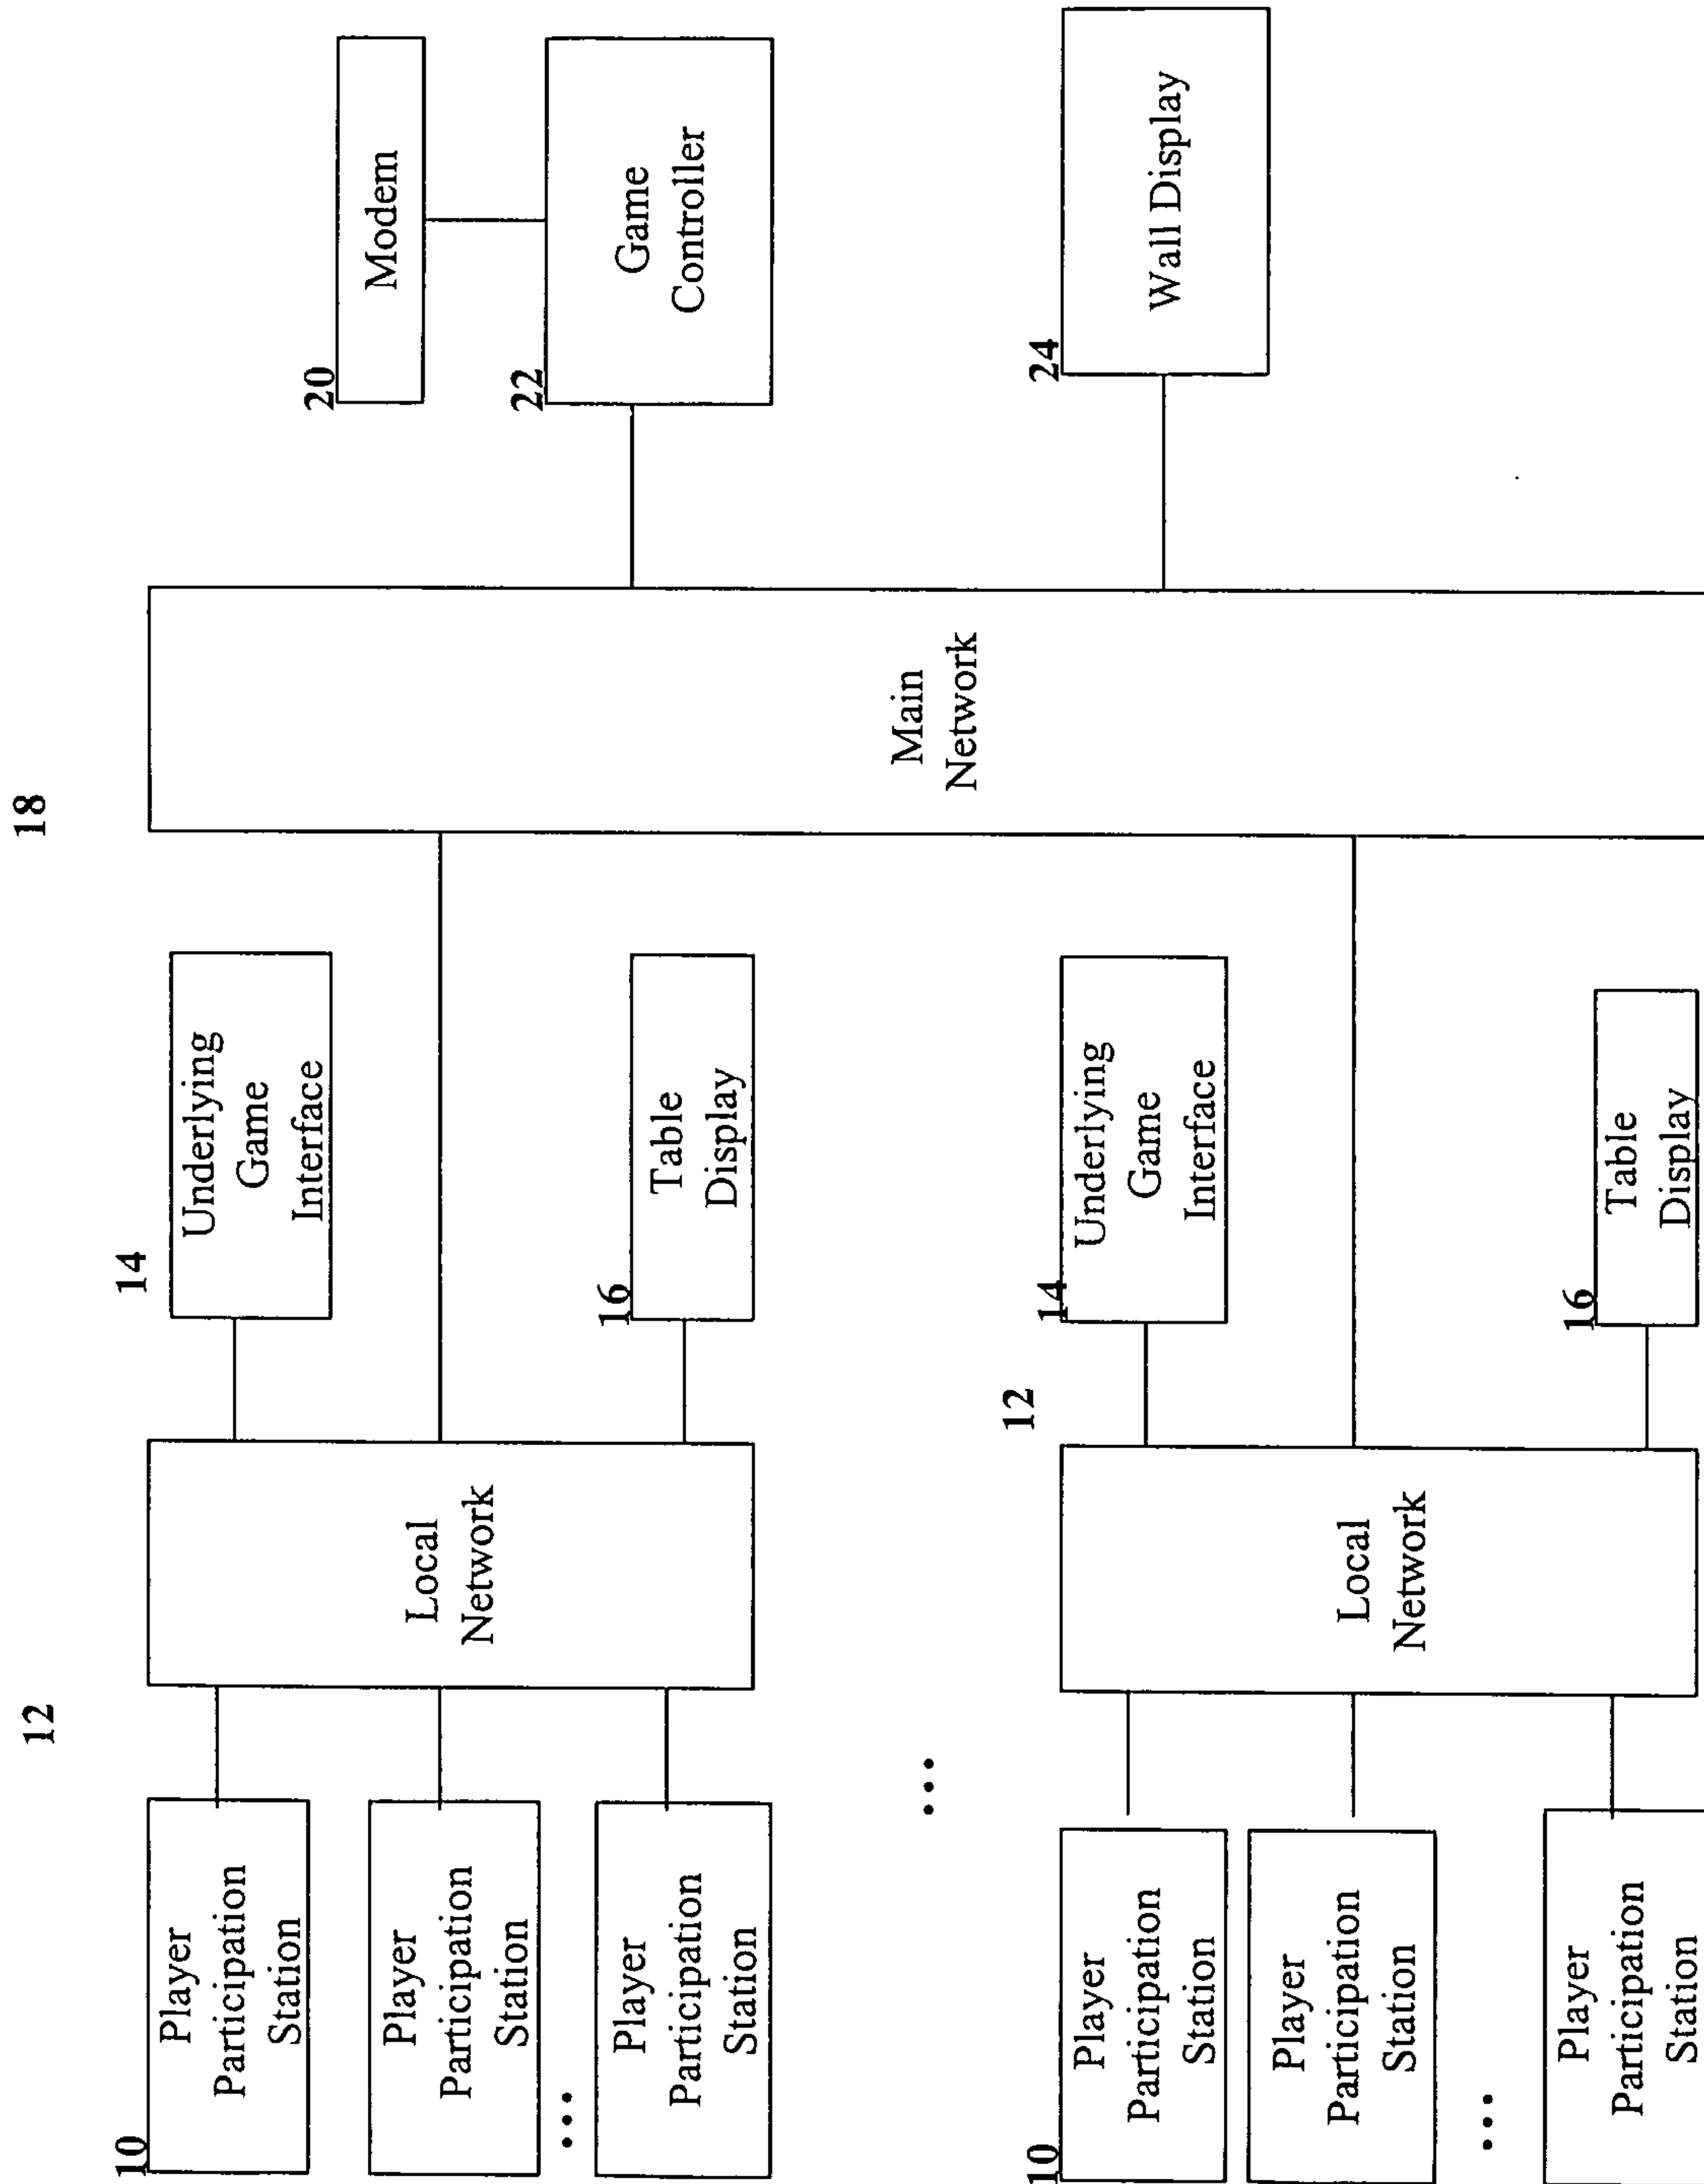 12
18
14
10
Player
Participation
Station
Player
Participation
Station
...
Player
Participation
Station
Local
Network
Underlying
Game
Interface
16
Table
Display
Main
Network
20
Modem
22
Game
Controller
...
12
10
Player
Participation
Station
Player
Participation
Station
...
Player
Participation
Station
Local
Network
14
Underlying
Game
Interface
16
Table
Display
24
Wall Display